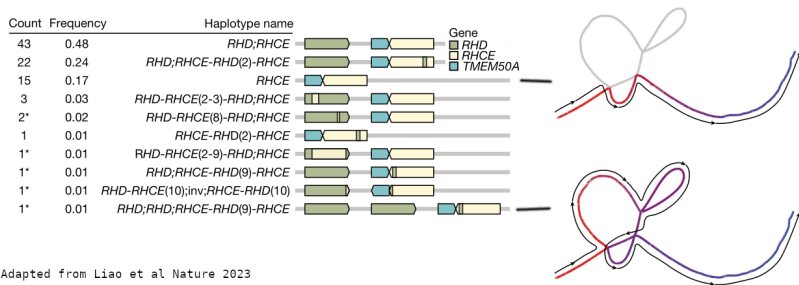 Count Frequency Haplotype name
Gene
RHD
RHCE
TMEM50A
43 0.48 RHD;RHCE
22 0.24 RHD;RHCE-RHD(2)-RHCE
15 0.17 RHCE
3 0.03 RHD-RHCE(2-3)-RHD;RHCE
2* 0.02 RHD-RHCE(8)-RHD;RHCE
1 0.01 RHCE-RHD(2)-RHCE
1* 0.01 RHD-RHCE(2-9)-RHD;RHCE
1* 0.01 RHD;RHCE-RHD(9)-RHCE
1* 0.01 RHD-RHCE(10);inv;RHCE-RHD(10)
1* 0.01 RHD;RHD;RHCE-RHD(9)-RHCE
Adapted from Liao et al Nature 2023